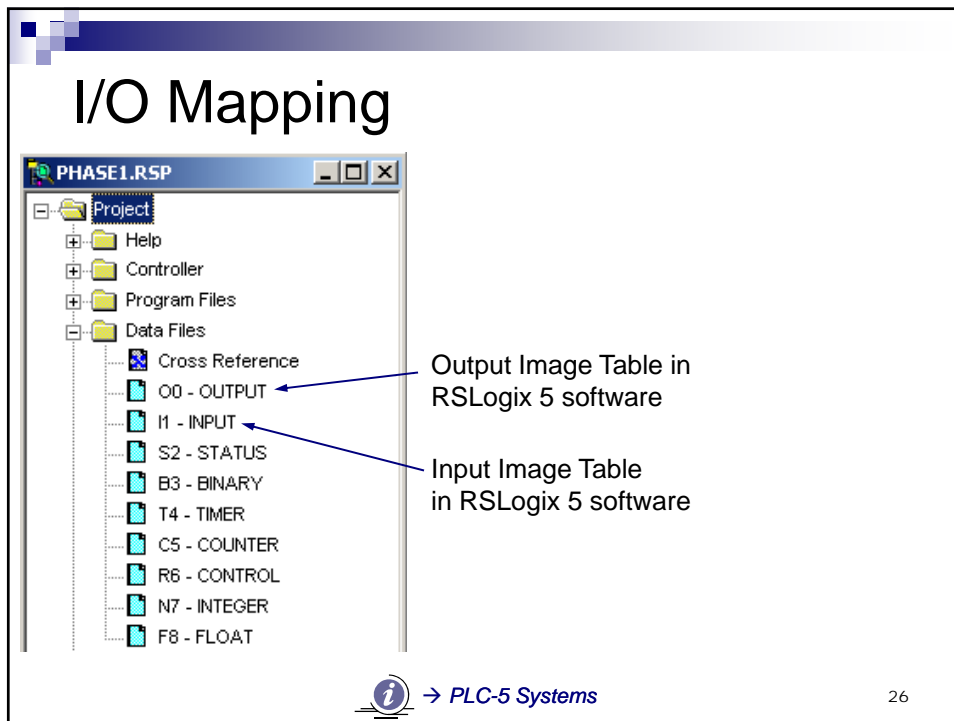 I/O Mapping
PHASE1.RSP
Project
Help
Controller
Program Files
Data Files
Cross Reference
O0 - OUTPUT
I1 - INPUT
S2 - STATUS
B3 - BINARY
T4 - TIMER
C5 - COUNTER
R6 - CONTROL
N7 - INTEGER
F8 - FLOAT
Output Image Table in
RSLogix 5 software
Input Image Table
in RSLogix 5 software
i → PLC-5 Systems
26